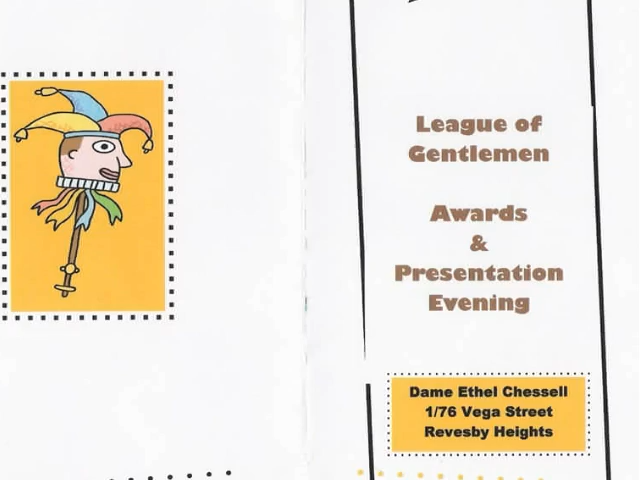 League of
Gentlemen
Awards
&
Presentation
Evening
Dame Ethel Chessell
1/76 Vega Street
Revesby Heights